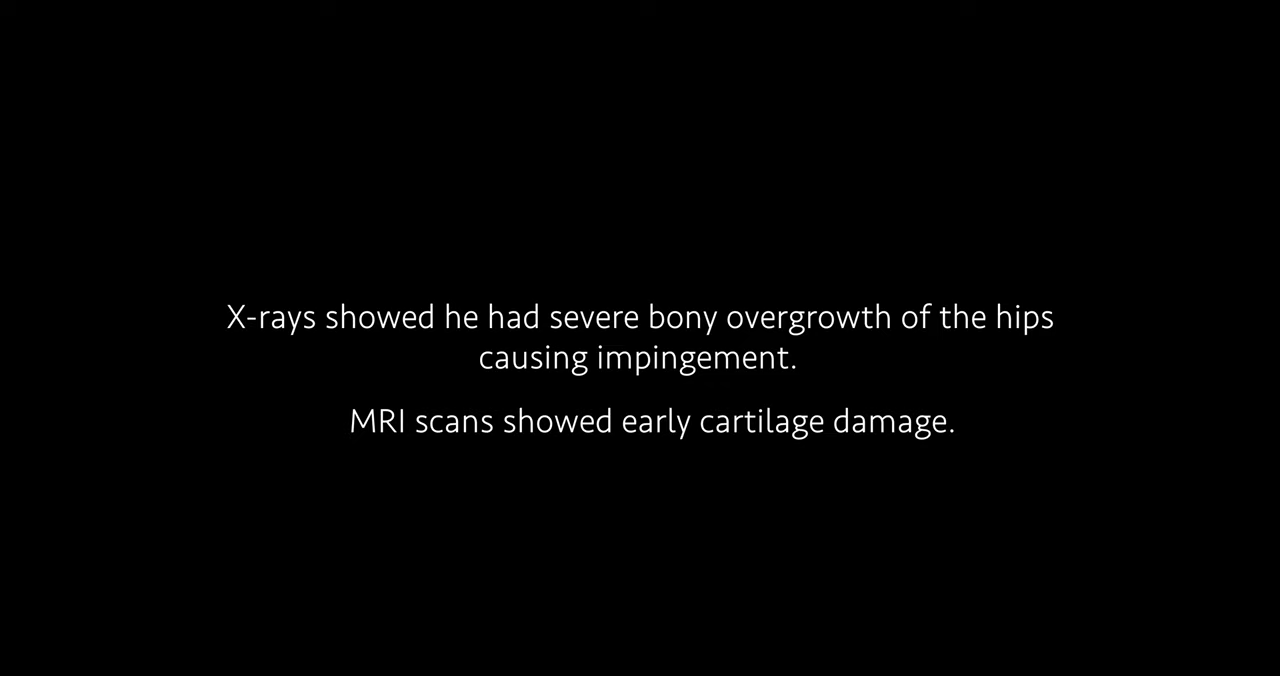 X-rays showed he had severe bony overgrowth of the hips
causing impingement.
MRI scans showed early cartilage damage.